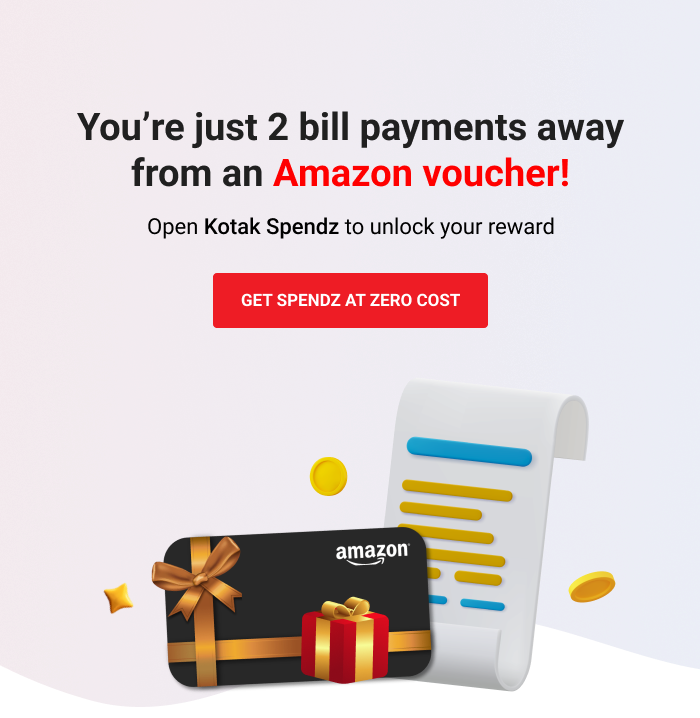 You’re just 2 bill payments away
from an Amazon voucher!
Open Kotak Spendz to unlock your reward
GET SPENDZ AT ZERO COST
amazon